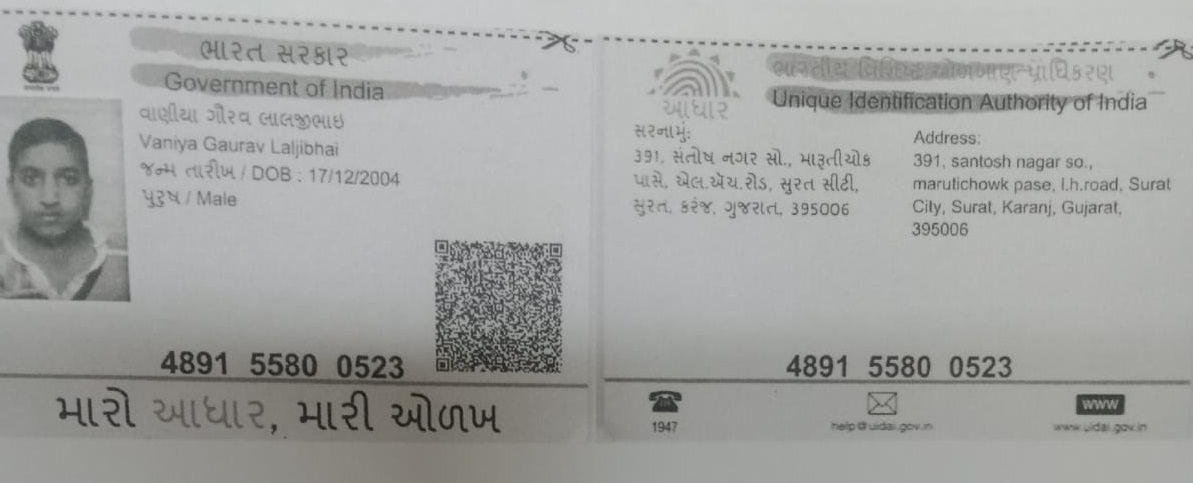 ભારત સરકાર
Government of India
વાણીયા ગૌરવ લાલજીભાઇ
Vaniya Gaurav Laljibhai
જન્મ તારીખ / DOB : 17/12/2004
પુરુષ / Male
4891 5580 0523
મારો આધાર, મારી ઓળખ
ભારતીય વિશિષ્ટ ઓળખાણ પ્રાધિકરણ
Unique Identification Authority of India
આધાર
સરનામું:
391, સંતોષ નગર સો., મારૂતીચોક
પાસે, એલ.એચ.રોડ, સુરત સીટી,
સુરત, કરંજ, ગુજરાત, 395006
Address:
391, santosh nagar so.,
marutichowk pase, l.h.road, Surat
City, Surat, Karanj, Gujarat,
395006
4891 5580 0523
1947
help@uidai.gov.in
WWW
www.uidai.gov.in